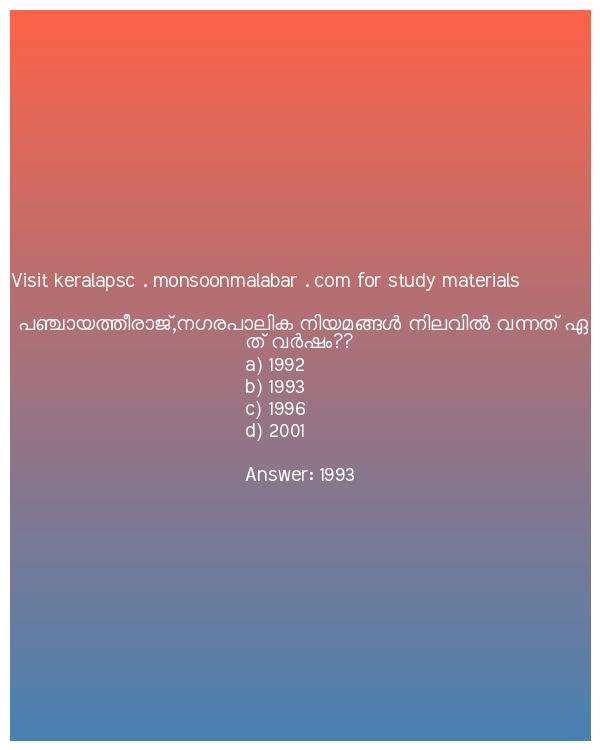 Visit keralapsc . monsoonmalabar . com for study materials
പഞ്ചായത്തീരാജ്,നഗരപാലിക നിയമങ്ങൾ നിലവിൽ വന്നത് ഏ
ത് വർഷം??
a) 1992
b) 1993
c) 1996
d) 2001
Answer: 1993